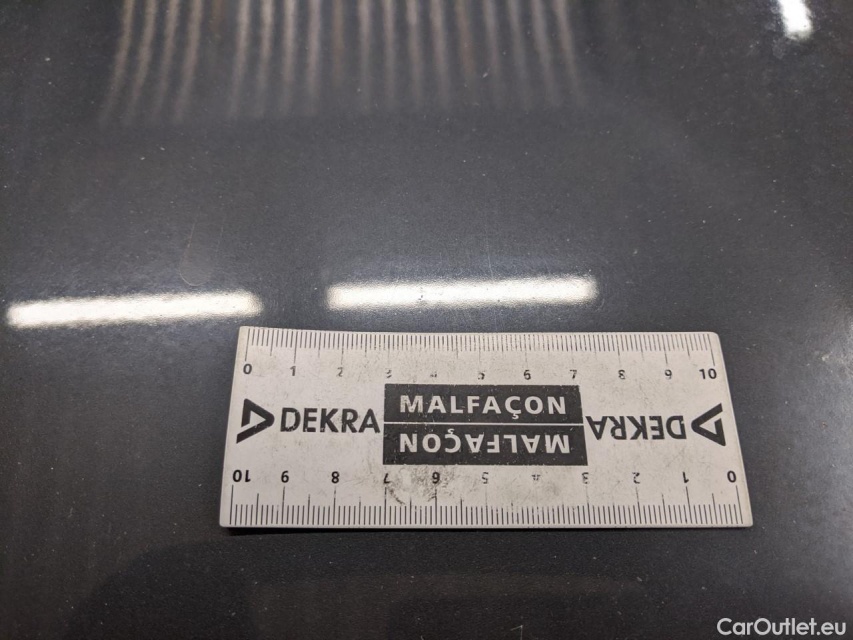 0 1 2 3 4 5 6 7 8 9 10
DEKRA MALFAÇON DEKRA
MALFAÇON
10 9 8 7 6 5 4 3 2 1 0
CarOutlet.eu